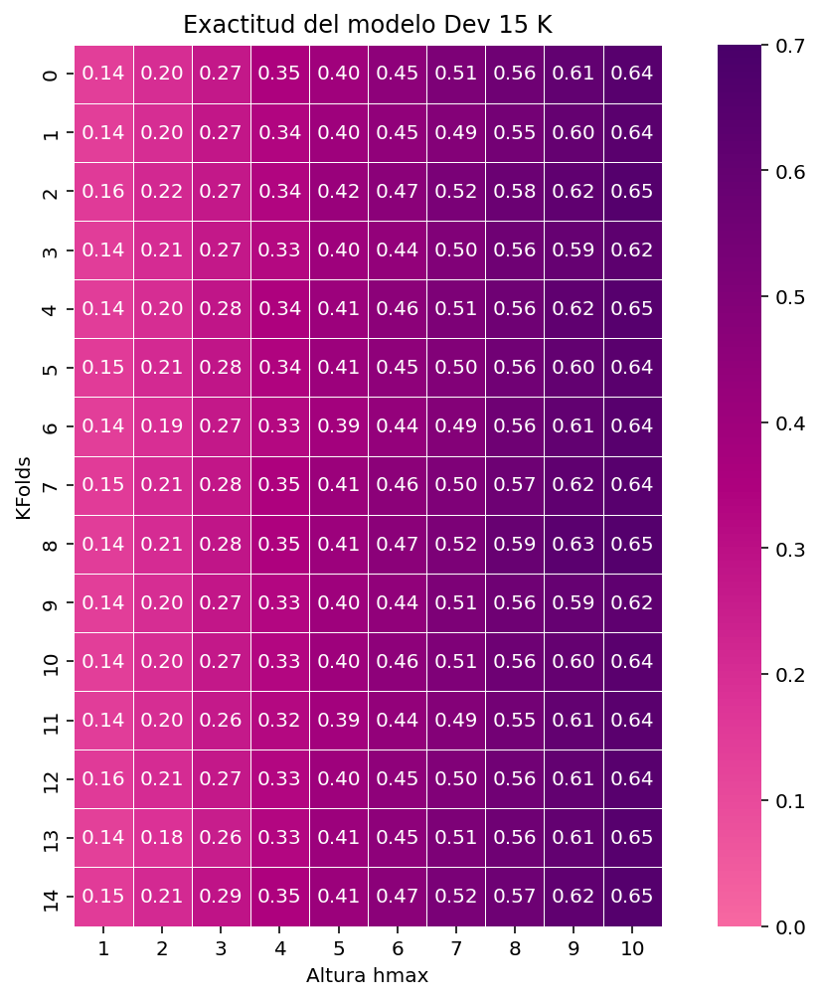 Exactitud del modelo Dev 15 K
0 0.14 0.20 0.27 0.35 0.40 0.45 0.51 0.56 0.61 0.64
1 0.14 0.20 0.27 0.34 0.40 0.45 0.49 0.55 0.60 0.64
2 0.16 0.22 0.27 0.34 0.42 0.47 0.52 0.58 0.62 0.65
3 0.14 0.21 0.27 0.33 0.40 0.44 0.50 0.56 0.59 0.62
4 0.14 0.20 0.28 0.34 0.41 0.46 0.51 0.56 0.62 0.65
5 0.15 0.21 0.28 0.34 0.41 0.45 0.50 0.56 0.60 0.64
6 0.14 0.19 0.27 0.33 0.39 0.44 0.49 0.56 0.61 0.64
7 0.15 0.21 0.28 0.35 0.41 0.46 0.50 0.57 0.62 0.64
8 0.14 0.21 0.28 0.35 0.41 0.47 0.52 0.59 0.63 0.65
9 0.14 0.20 0.27 0.33 0.40 0.44 0.51 0.56 0.59 0.62
10 0.14 0.20 0.27 0.33 0.40 0.46 0.51 0.56 0.60 0.64
11 0.14 0.20 0.26 0.32 0.39 0.44 0.49 0.55 0.61 0.64
12 0.16 0.21 0.27 0.33 0.40 0.45 0.50 0.56 0.61 0.64
13 0.14 0.18 0.26 0.33 0.41 0.45 0.51 0.56 0.61 0.65
14 0.15 0.21 0.29 0.35 0.41 0.47 0.52 0.57 0.62 0.65
1 2 3 4 5 6 7 8 9 10
Altura hmax
KFolds
0.7
0.6
0.5
0.4
0.3
0.2
0.1
0.0